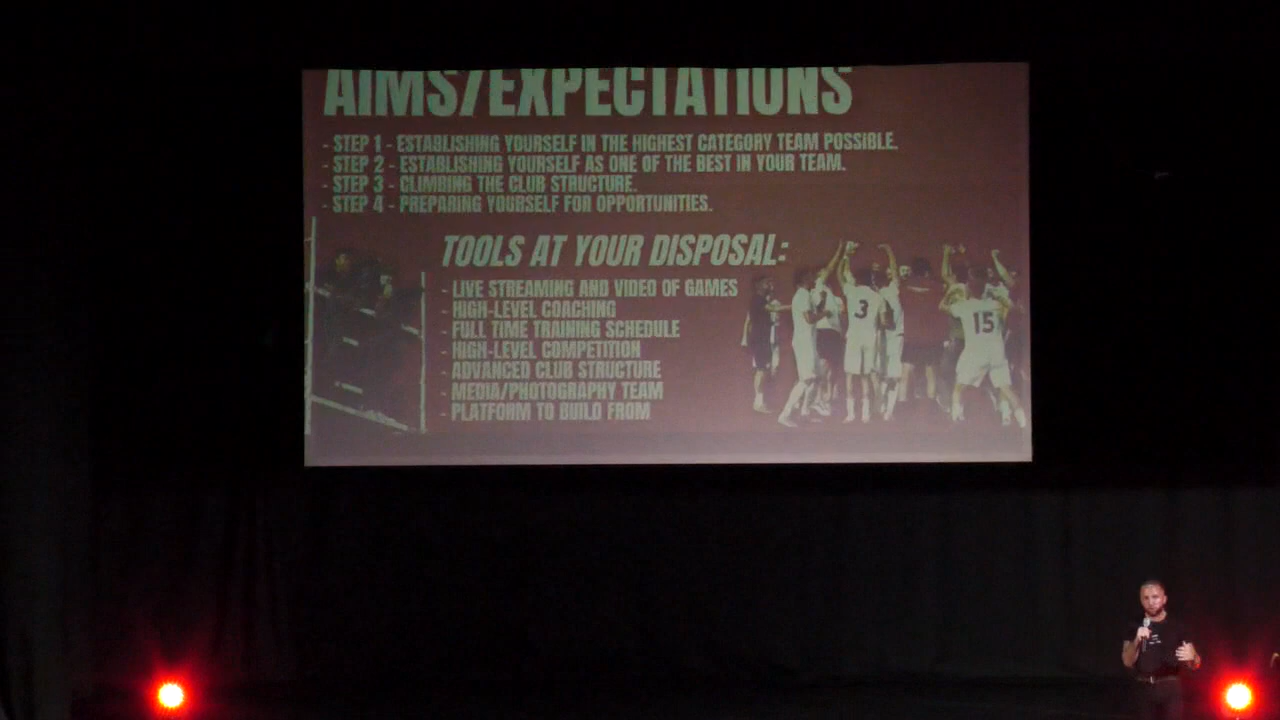 AIMS/EXPECTATIONS
- STEP 1 - ESTABLISHING YOURSELF IN THE HIGHEST CATEGORY TEAM POSSIBLE.
- STEP 2 - ESTABLISHING YOURSELF AS ONE OF THE BEST IN YOUR TEAM.
- STEP 3 - CLIMBING THE CLUB STRUCTURE.
- STEP 4 - PREPARING YOURSELF FOR OPPORTUNITIES.
TOOLS AT YOUR DISPOSAL:
- LIVE STREAMING AND VIDEO OF GAMES
- HIGH-LEVEL COACHING
- FULL TIME TRAINING SCHEDULE
- HIGH-LEVEL COMPETITION
- ADVANCED CLUB STRUCTURE
- MEDIA/PHOTOGRAPHY TEAM
- PLATFORM TO BUILD FROM
3
15